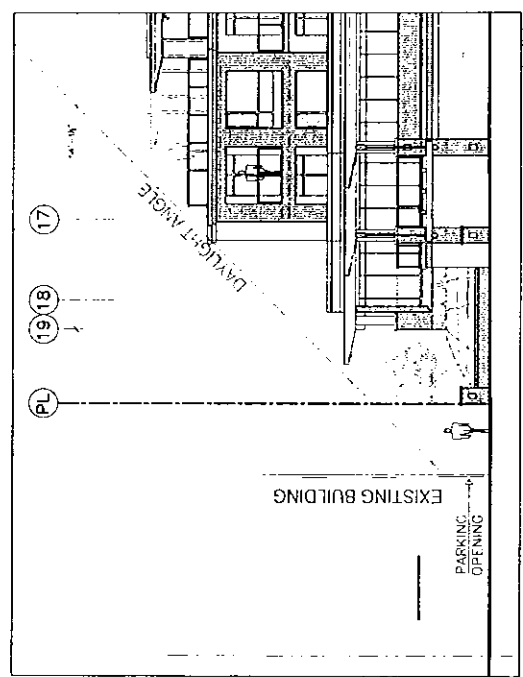 17
18
19
PL
DAYLIGHT ANGLE
EXISTING BUILDING
PARKING
OPENING